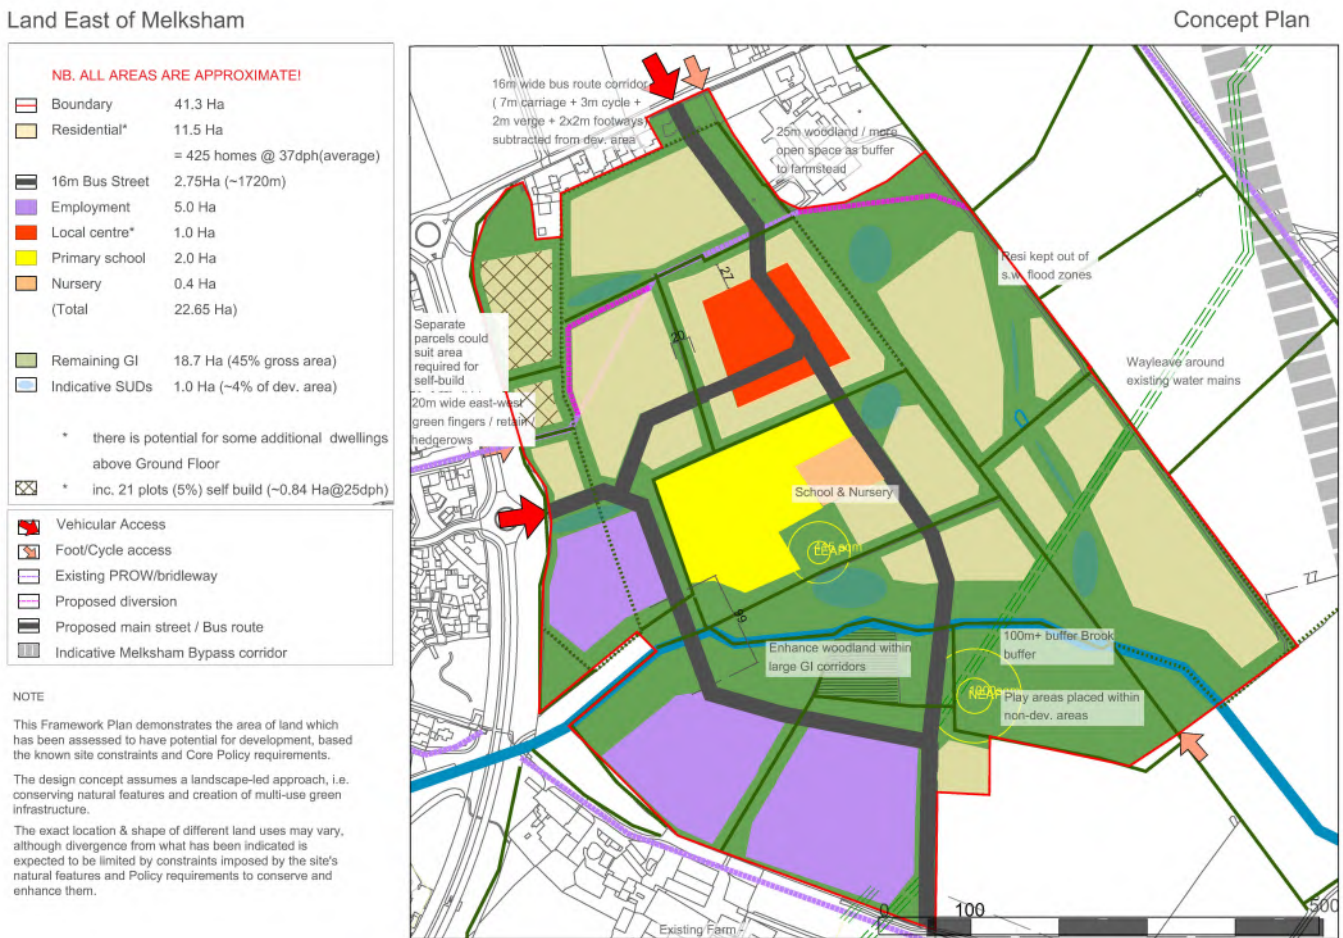 Land East of Melksham
Concept Plan
NB. ALL AREAS ARE APPROXIMATE!
Boundary 41.3 Ha
Residential* 11.5 Ha
= 425 homes @ 37dph(average)
16m Bus Street 2.75Ha (~1720m)
Employment 5.0 Ha
Local centre* 1.0 Ha
Primary school 2.0 Ha
Nursery 0.4 Ha
(Total 22.65 Ha)
Remaining GI 18.7 Ha (45% gross area)
Indicative SUDs 1.0 Ha (~4% of dev. area)
* there is potential for some additional dwellings
above Ground Floor
* inc. 21 plots (5%) self build (~0.84 Ha@25dph)
Vehicular Access
Foot/Cycle access
Existing PROW/bridleway
Proposed diversion
Proposed main street / Bus route
Indicative Melksham Bypass corridor
NOTE
This Framework Plan demonstrates the area of land which
has been assessed to have potential for development, based
the known site constraints and Core Policy requirements.
The design concept assumes a landscape-led approach, i.e.
conserving natural features and creation of multi-use green
infrastructure.
The exact location & shape of different land uses may vary,
although divergence from what has been indicated is
expected to be limited by constraints imposed by the site's
natural features and Policy requirements to conserve and
enhance them.
16m wide bus route corridor
( 7m carriage + 3m cycle +
2m verge + 2x2m footways)
subtracted from dev. area
25m woodland / more
open space as buffer
to farmstead
Resi kept out of
s.w. flood zones
Wayleave around
existing water mains
Separate
parcels could
suit area
required for
self-build
20m wide east-west
green fingers / retain /
hedgerows
27
20
School & Nursery
LEAP
99
77
Enhance woodland within
large GI corridors
100m+ buffer Brook
buffer
NEAP
Play areas placed within
non-dev. areas
Existing Farm -
0
100
500